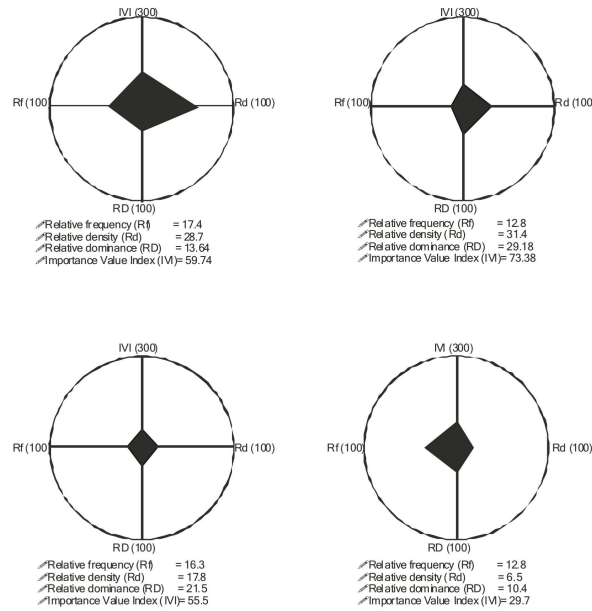 IVI (300)
Rf (100)
Rd (100)
RD (100)
Relative frequency (Rf) = 17.4
Relative density (Rd) = 28.7
Relative dominance (RD) = 13.64
Importance Value Index (IVI)= 59.74
IVI (300)
Rf (100)
Rd (100
RD (100)
Relative frequency (Rf) = 12.8
Relative density (Rd) = 31.4
Relative dominance (RD) = 29.18
Importance Value Index (IVI)= 73.38
IVI (300)
Rf (100)
Rd (100)
RD (100)
Relative frequency (Rf) = 16.3
Relative density (Rd) = 17.8
Relative dominance (RD) = 21.5
Importance Value Index (IVI) = 55.5
IVI (300)
Rf (100)
Rd (100)
RD (100)
Relative frequency (Rf) = 12.8
Relative density (Rd) = 6.5
Relative dominance (RD) = 10.4
Importance Value Index (IVI) = 29.7